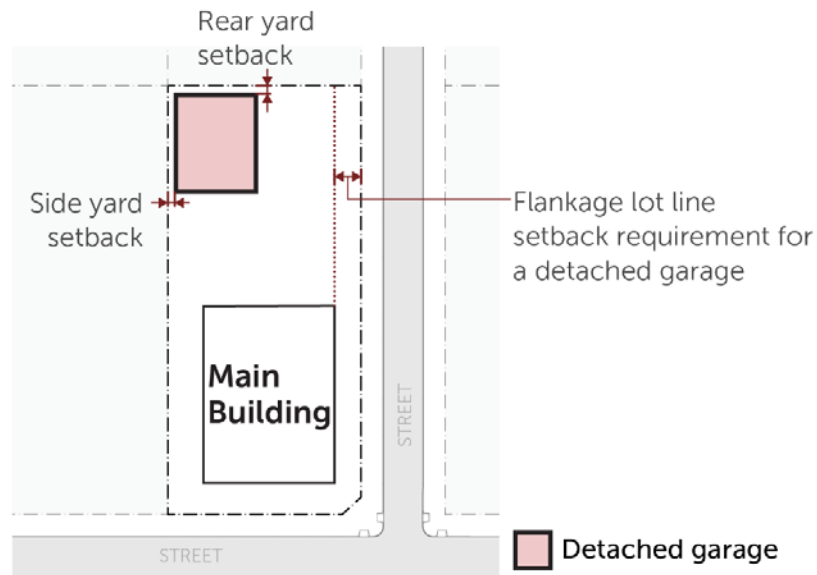 Rear yard
setback
Side yard
setback
Flankage lot line
setback requirement for
a detached garage
Main
Building
STREET
STREET
Detached garage